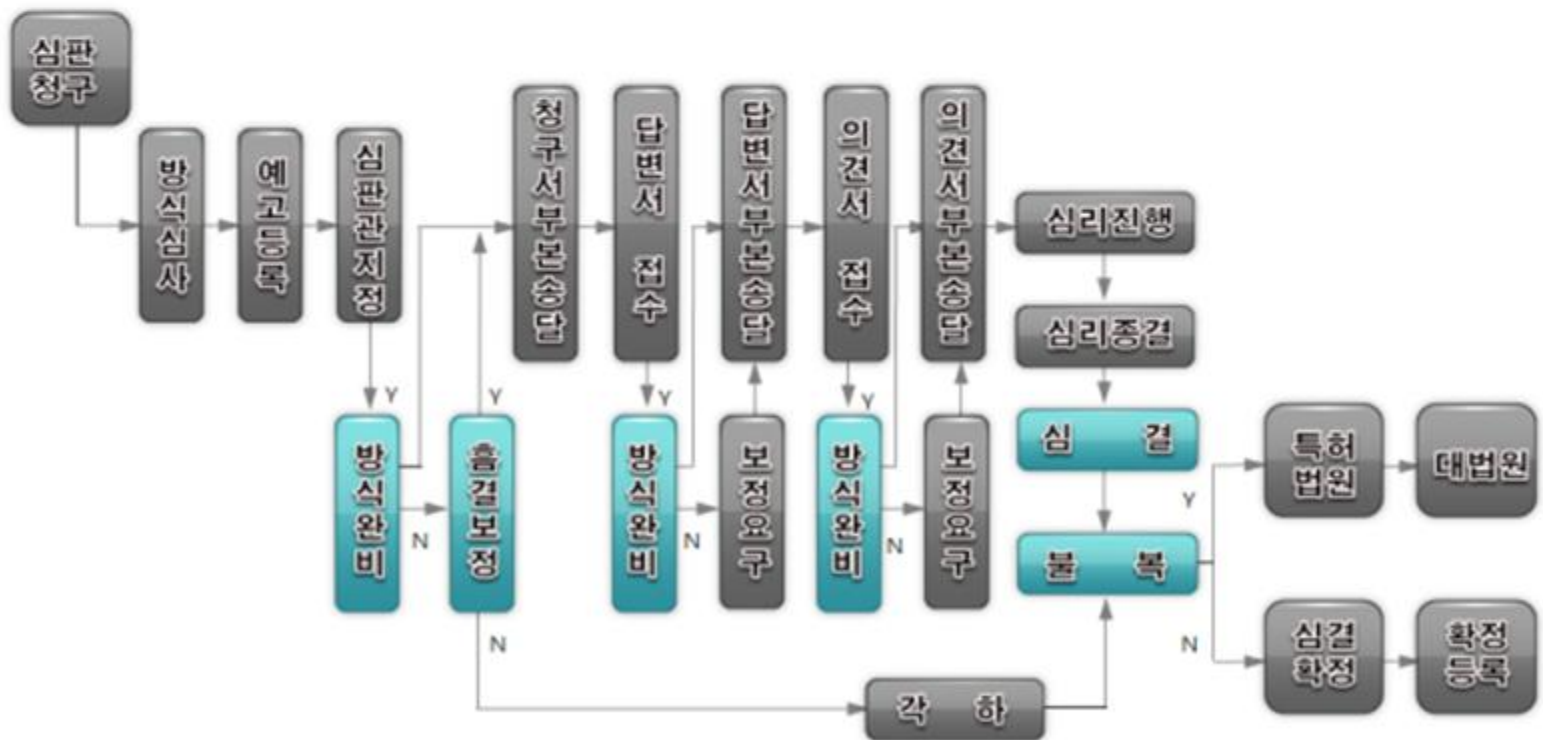 심판
청구
방식심사
예고등록
심판관지정
청구서부본송달
답변서 접수
답변서부본송달
의견서 접수
의견서부본송달
심리진행
심리종결
Y
Y
Y
Y
방식완비
흠결보정
방식완비
보정요구
방식완비
보정요구
심 결
특허
법원
대법원
Y
N
N
N
불 복
N
N
심결
확정
확정
등록
각 하